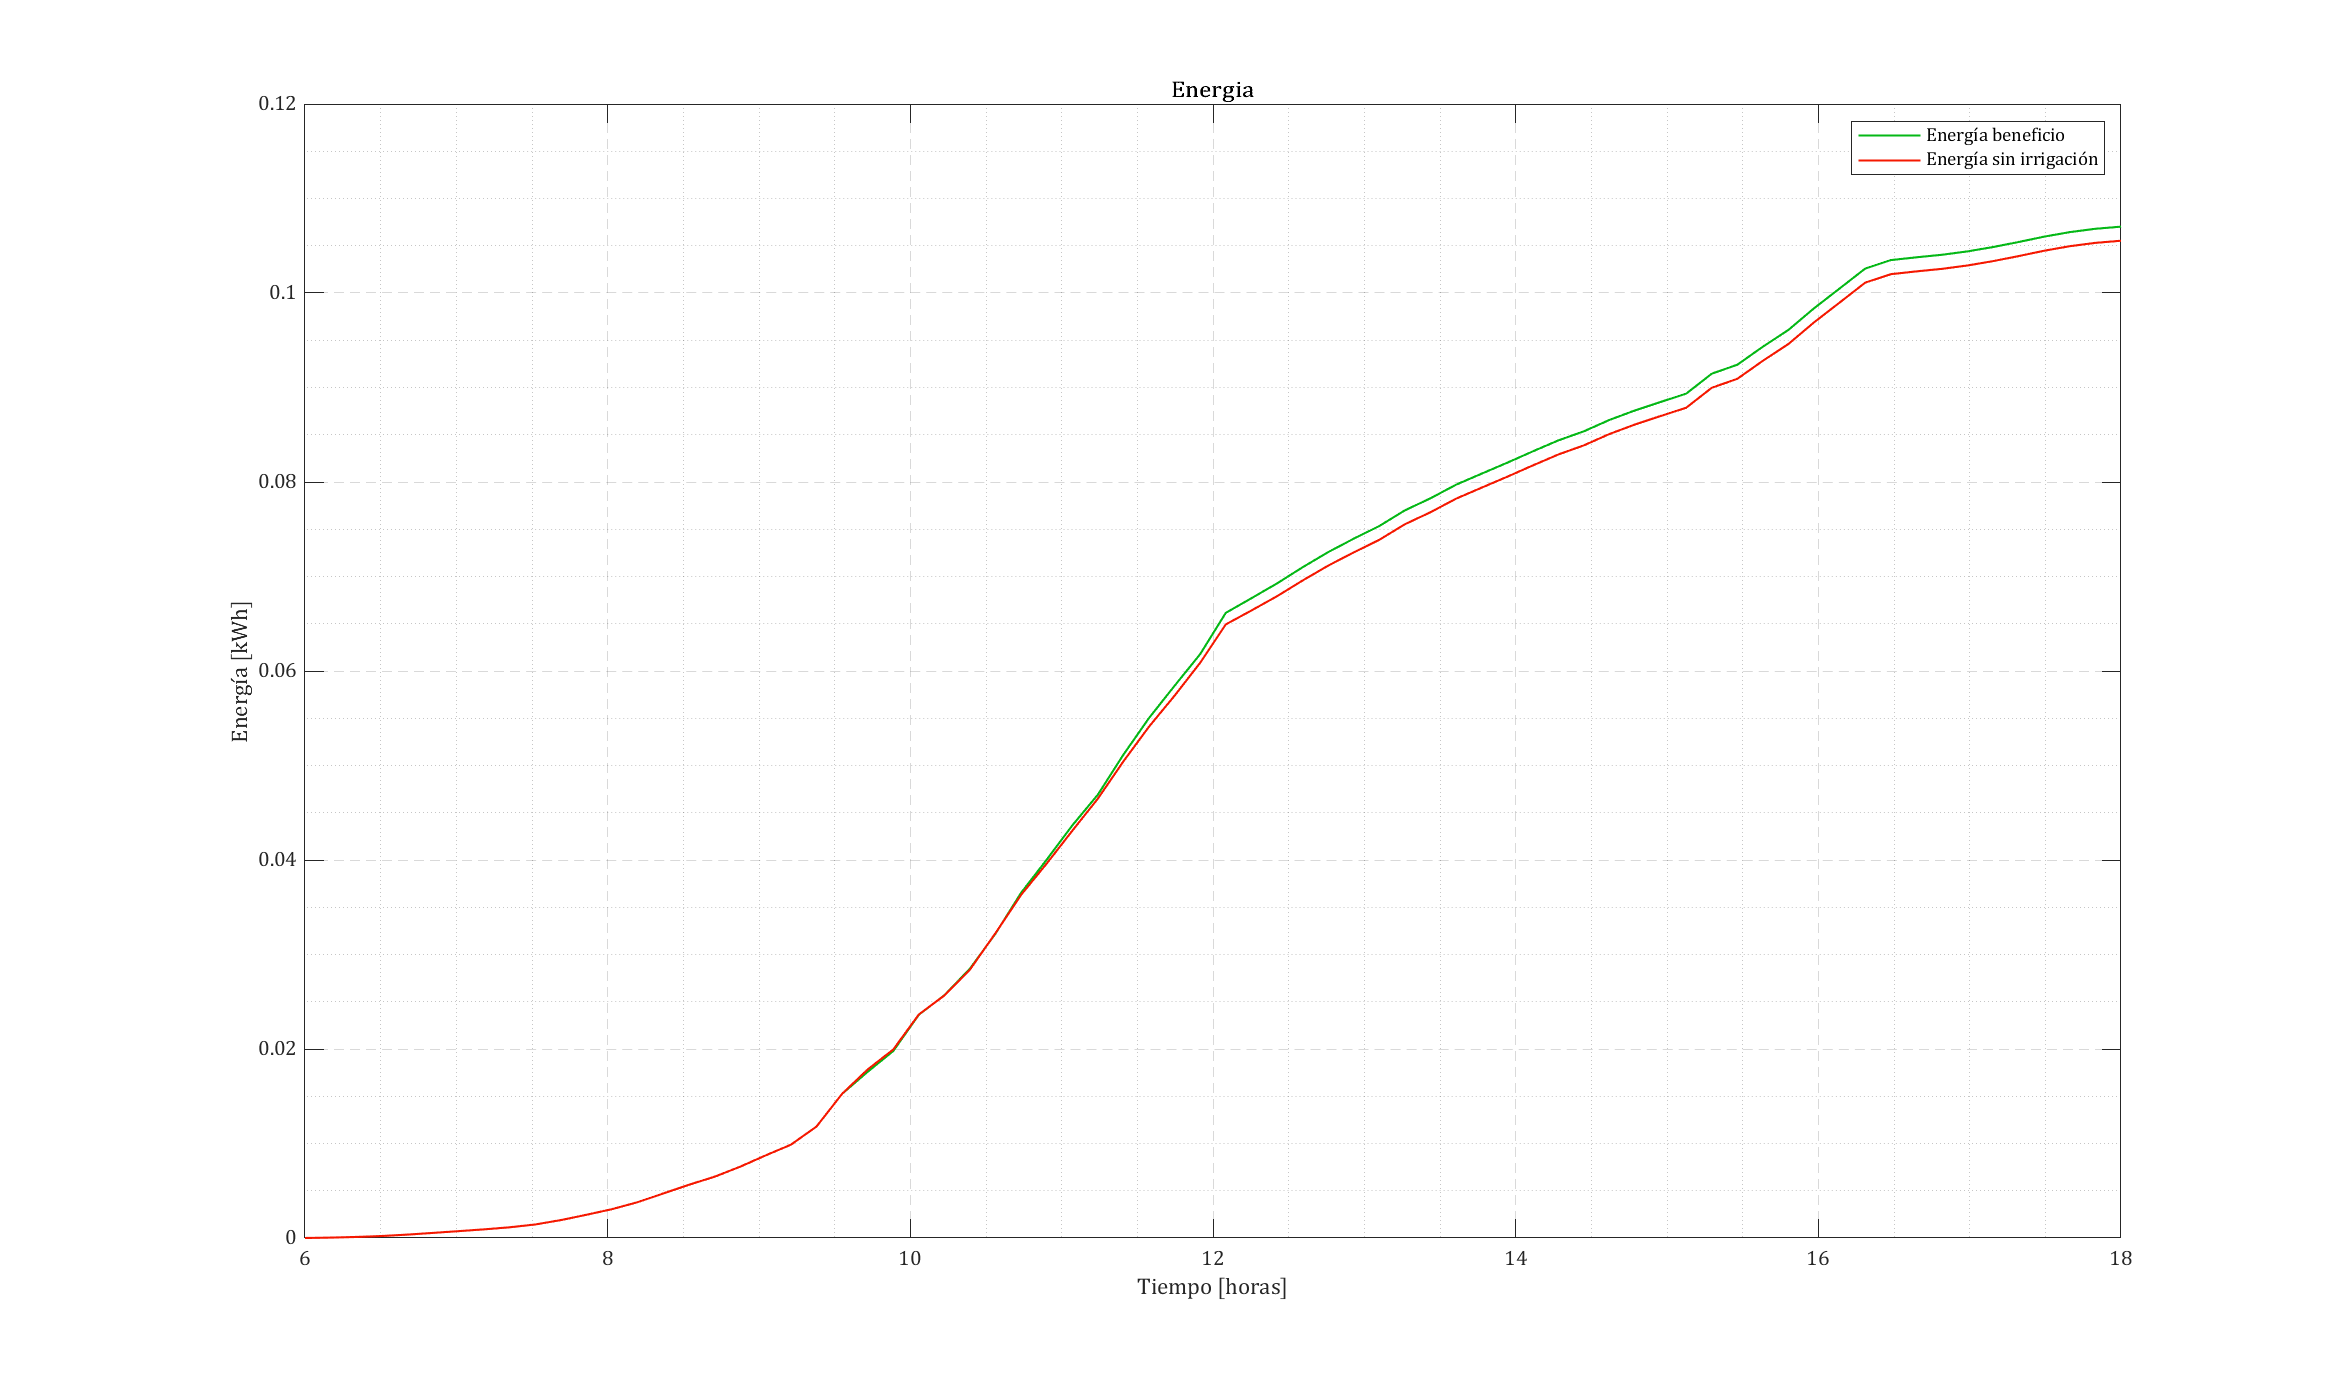 Energia
0.12
0.1
0.08
0.06
0.04
0.02
0
Energía [kWh]
6 8 10 12 14 16 18
Tiempo [horas]
Energía beneficio
Energía sin irrigación